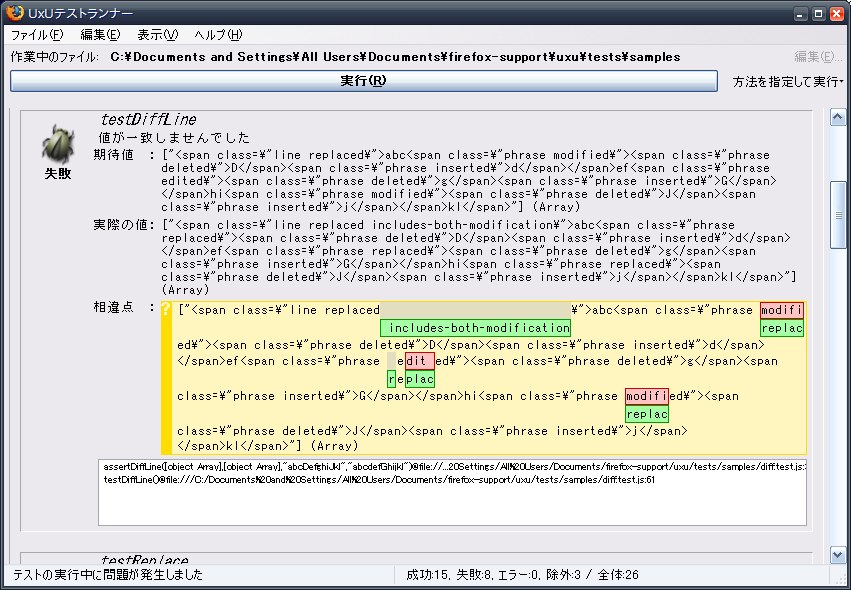 UxUテストランナー
ファイル(F) 編集(E) 表示(V) ヘルプ(H)
作業中のファイル: C:¥Documents and Settings¥All Users¥Documents¥firefox-support¥uxu¥tests¥samples 編集(E)...
実行(R) 方法を指定して実行
testDiffLine
値が一致しませんでした
失敗
期待値 : ["<span class=¥"line replaced¥">abc<span class=¥"phrase modified¥"><span class=¥"phrase
deleted¥">D</span><span class=¥"phrase inserted¥">d</span>ef<span class=¥"phrase
edited¥"><span class=¥"phrase deleted¥">g</span><span class=¥"phrase inserted¥">G</span>
</span>hi<span class=¥"phrase modified¥"><span class=¥"phrase deleted¥">J</span><span
class=¥"phrase inserted¥">j</span></span>kl</span>"] (Array)
実際の値: ["<span class=¥"line replaced includes-both-modification¥">abc<span class=¥"phrase
replaced¥"><span class=¥"phrase deleted¥">D</span><span class=¥"phrase inserted¥">d</span>
</span>ef<span class=¥"phrase replaced¥"><span class=¥"phrase deleted¥">g</span><span
class=¥"phrase inserted¥">G</span></span>hi<span class=¥"phrase replaced¥"><span
class=¥"phrase deleted¥">J</span><span class=¥"phrase inserted¥">j</span></span>kl</span>"]
(Array)
相違点 : ? ["<span class=¥"line replaced ¥">abc<span class=¥"phrase modifi
includes-both-modification replac
ed¥"><span class=¥"phrase deleted¥">D</span><span class=¥"phrase inserted¥">d</span>
</span>ef<span class=¥"phrase edit ed¥"><span class=¥"phrase deleted¥">g</span><span
replac
class=¥"phrase inserted¥">G</span></span>hi<span class=¥"phrase modified¥"><span
replac
class=¥"phrase deleted¥">J</span><span class=¥"phrase inserted¥">j</span>
</span>kl</span>"] (Array)
assertDiffLine([object Array],[object Array],"abcDefghiJkl","abcdefGhijkl")@file://...20Settings/All%20Users/Documents/firefox-support/uxu/tests/samples/diff.test.js:
testDiffLine()@file:///C:/Documents%20and%20Settings/All%20Users/Documents/firefox-support/uxu/tests/samples/diff.test.js:61
testReplace
テストの実行中に問題が発生しました 成功:15, 失敗:8, エラー:0, 除外:3 / 全体:26